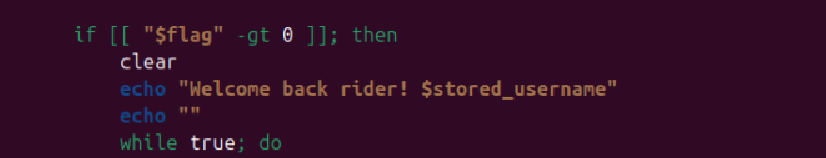 if [[ "$flag" -gt 0 ]]; then
clear
echo "Welcome back rider! $stored_username"
echo ""
while true; do